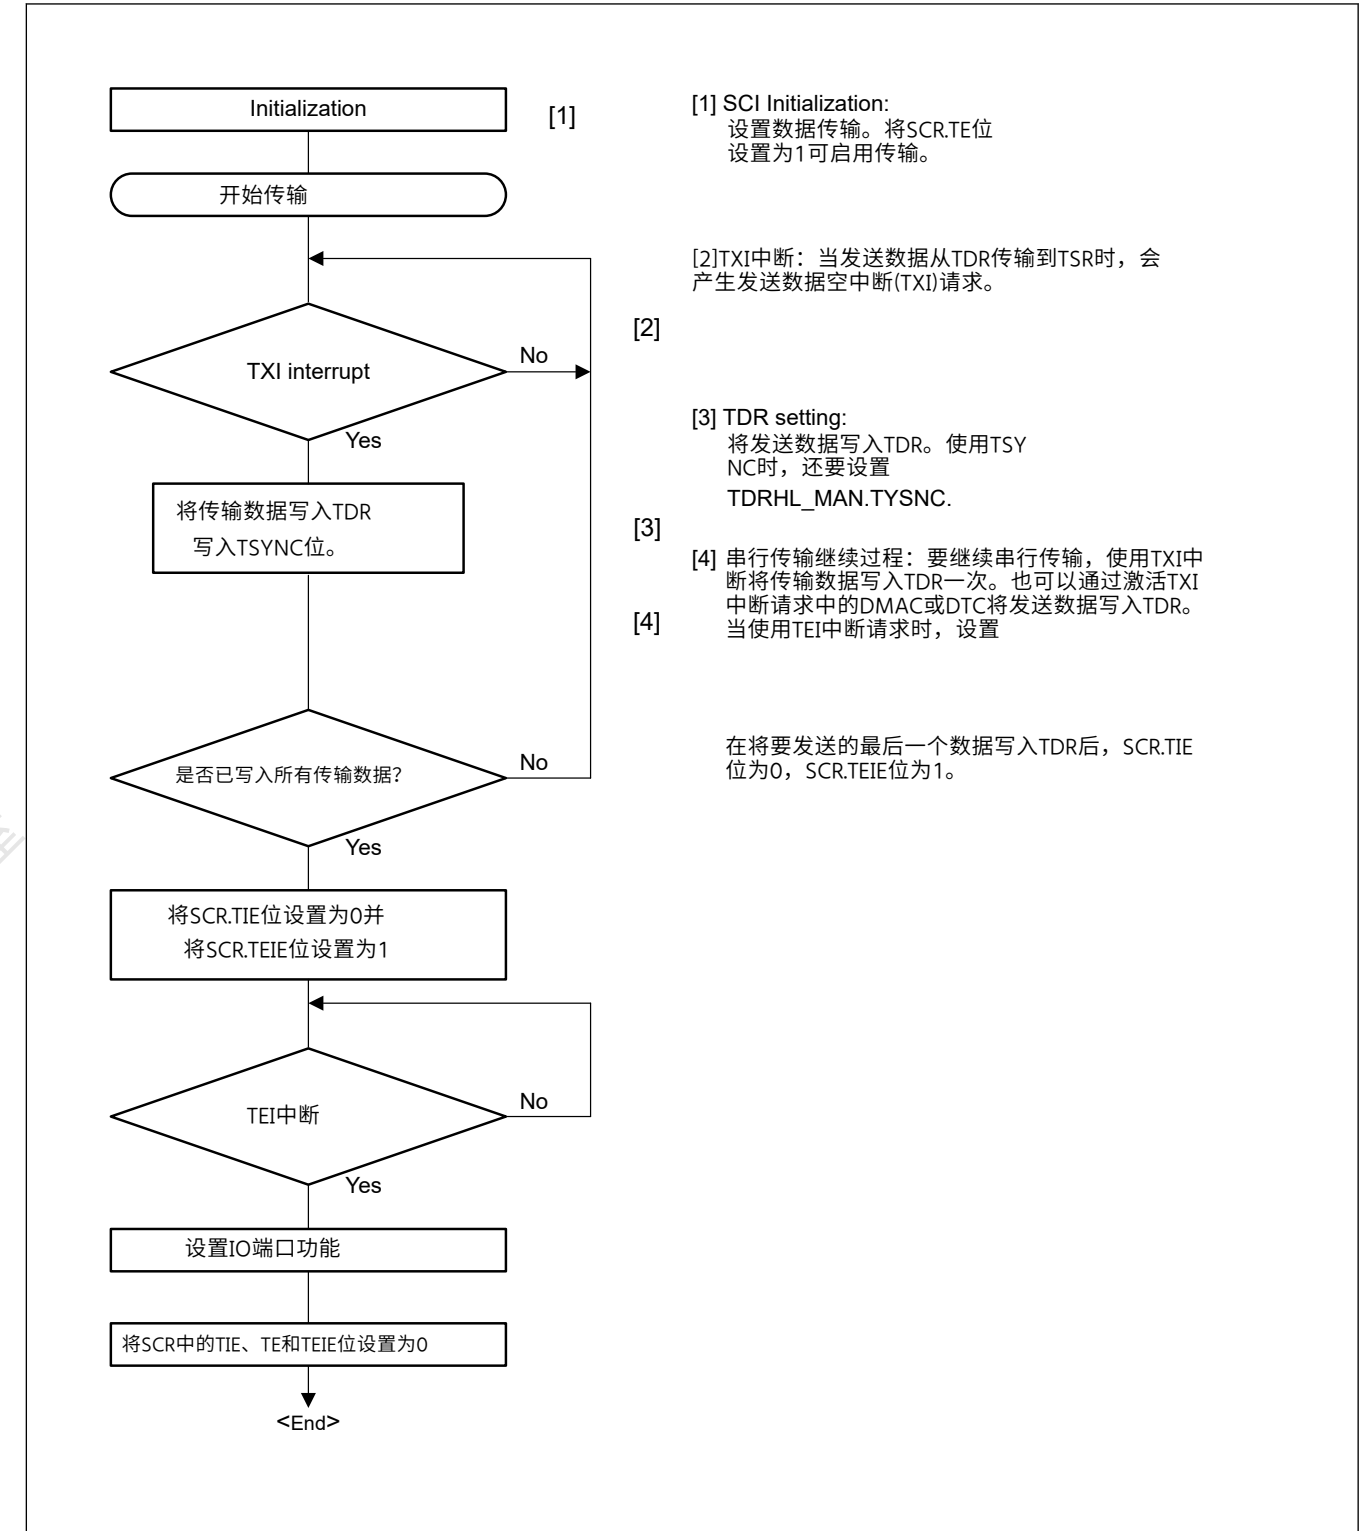 Initialization
[1]
[1] SCI Initialization:
设置数据传输。将SCR.TE位
设置为1可启用传输。
开始传输
[2]TXI中断：当发送数据从TDR传输到TSR时，会
产生发送数据空中断(TXI)请求。
[2]
TXI interrupt
No
Yes
[3] TDR setting:
将发送数据写入TDR。使用TSY
NC时，还要设置
TDRHL_MAN.TYSNC.
将传输数据写入TDR
写入TSYNC位。
[3]
[4] 串行传输继续过程：要继续串行传输，使用TXI中
断将传输数据写入TDR一次。也可以通过激活TXI
中断请求中的DMAC或DTC将发送数据写入TDR。
当使用TEI中断请求时，设置
[4]
在将要发送的最后一个数据写入TDR后，SCR.TIE
位为0，SCR.TEIE位为1。
是否已写入所有传输数据？
No
Yes
将SCR.TIE位设置为0并
将SCR.TEIE位设置为1
TEI中断
No
Yes
设置IO端口功能
将SCR中的TIE、TE和TEIE位设置为0
<End>